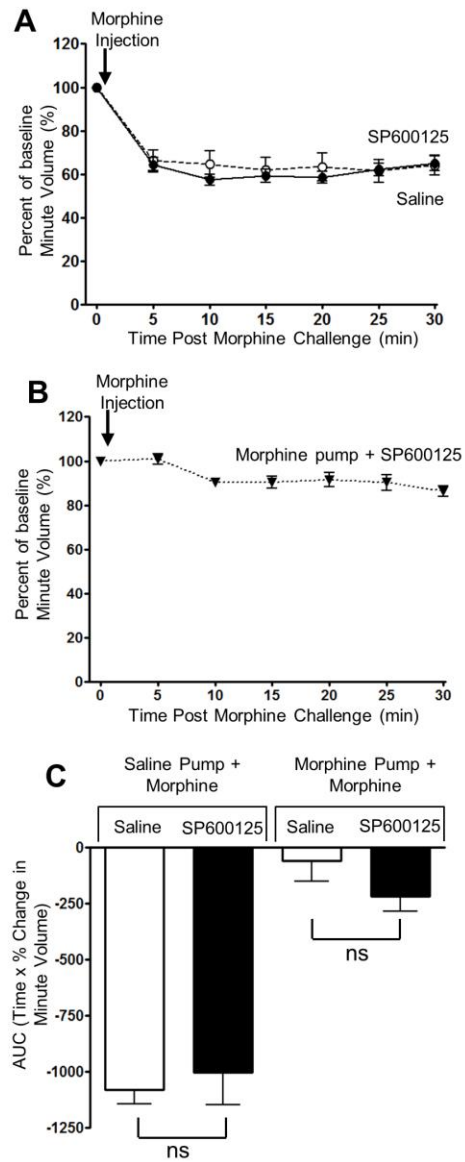 A
Morphine
Injection
Percent of baseline
Minute Volume (%)
120
100
80
60
40
20
0
SP600125
Saline
0 5 10 15 20 25 30
Time Post Morphine Challenge (min)
B
Morphine
Injection
Percent of baseline
Minute Volume (%)
120
100
80
60
40
20
0
Morphine pump + SP600125
0 5 10 15 20 25 30
Time Post Morphine Challenge (min)
C
Saline Pump +
Morphine
Morphine Pump +
Morphine
Saline SP600125 Saline SP600125
AUC (Time x % Change in
Minute Volume)
0
-250
-500
-750
-1000
-1250
ns
ns